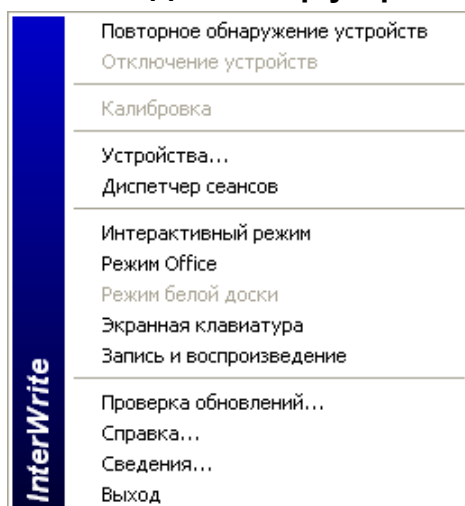 Повторное обнаружение устройств
Отключение устройств
Калибровка
Устройства...
Диспетчер сеансов
Интерактивный режим
Режим Office
Режим белой доски
Экранная клавиатура
Запись и воспроизведение
Проверка обновлений...
Справка...
Сведения...
Выход
InterWrite